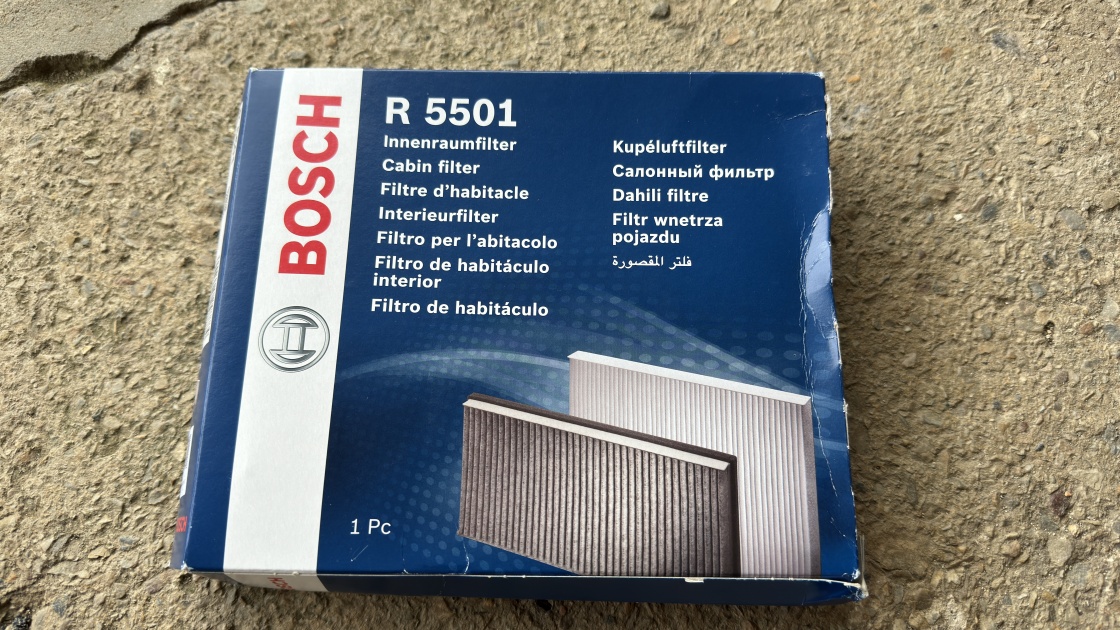 BOSCH
R 5501
Innenraumfilter
Cabin filter
Filtre d'habitacle
Interieurfilter
Filtro per l'abitacolo
Filtro de habitáculo
interior
Filtro de habitáculo
Kupéluftfilter
Салонный фильтр
Dahili filtre
Filtr wnetrza
pojazdu
فلتر المقصورة
1 Pc